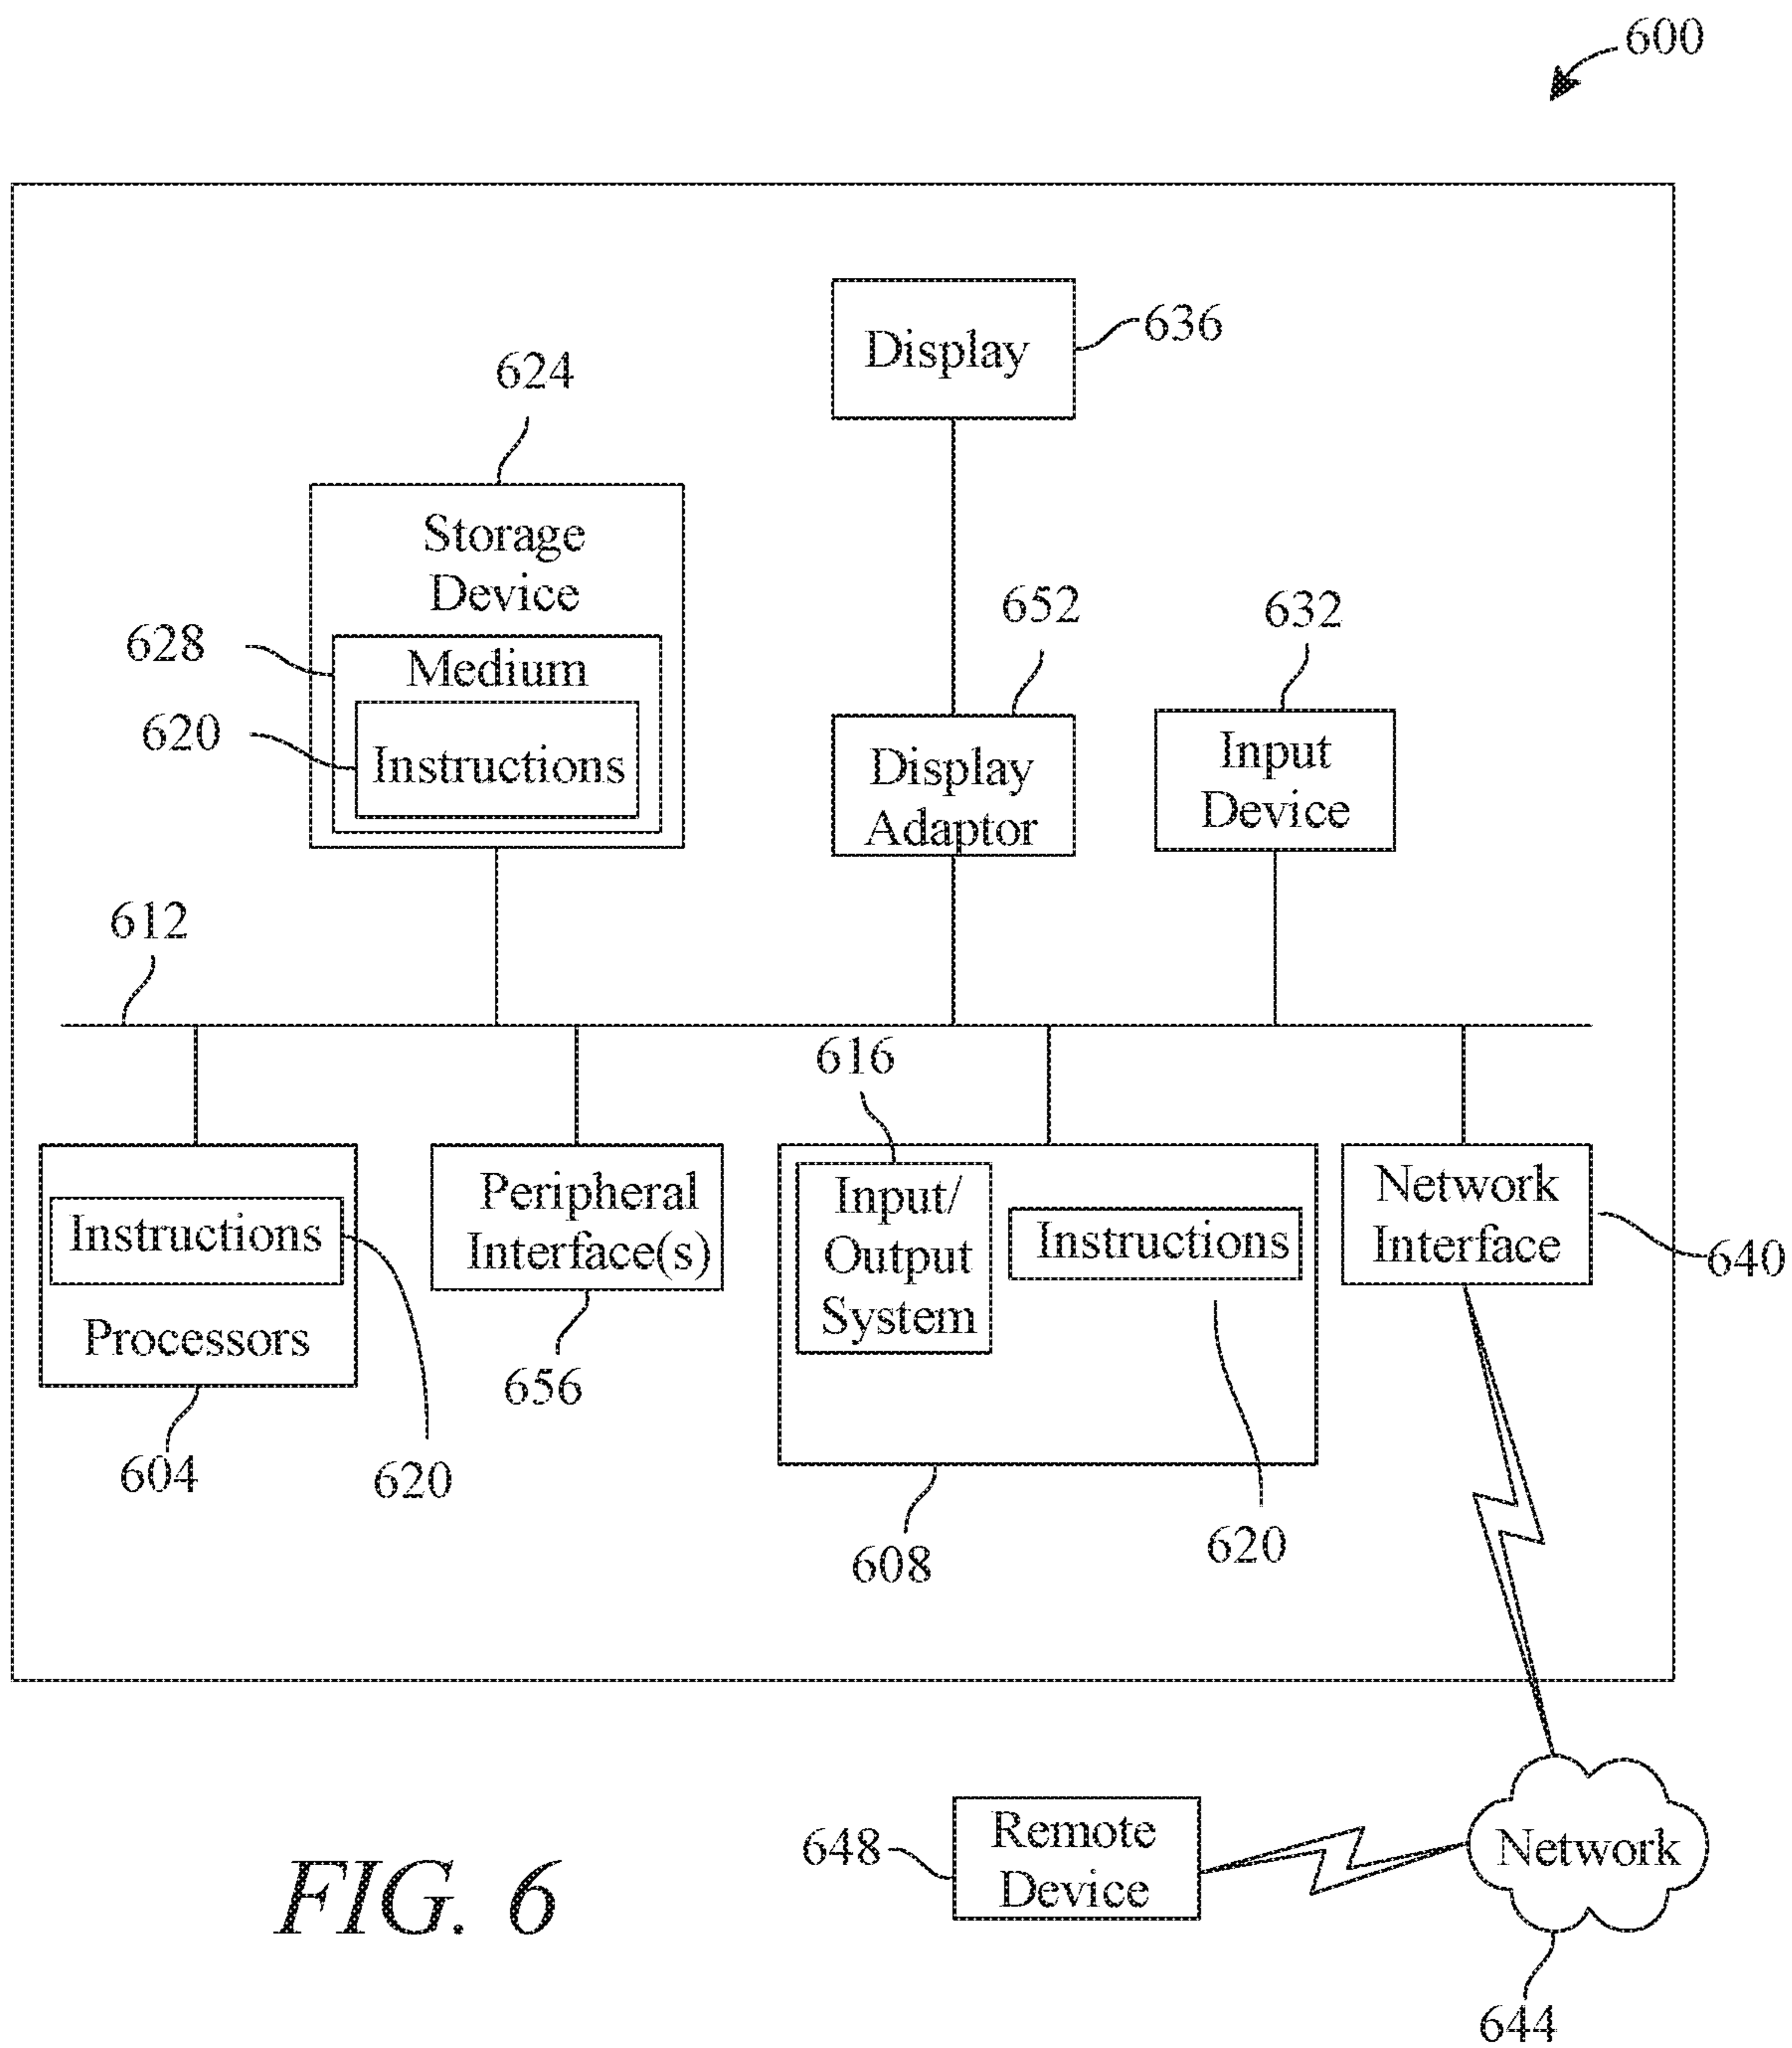 600
Display
636
624
Storage
Device
628
Medium
620
Instructions
652
Display
Adaptor
632
Input
Device
612
616
Instructions
Processors
604
620
Peripheral
Interface(s)
656
Input/
Output
System
Instructions
608
620
Network
Interface
640
648
Remote
Device
Network
644
FIG. 6